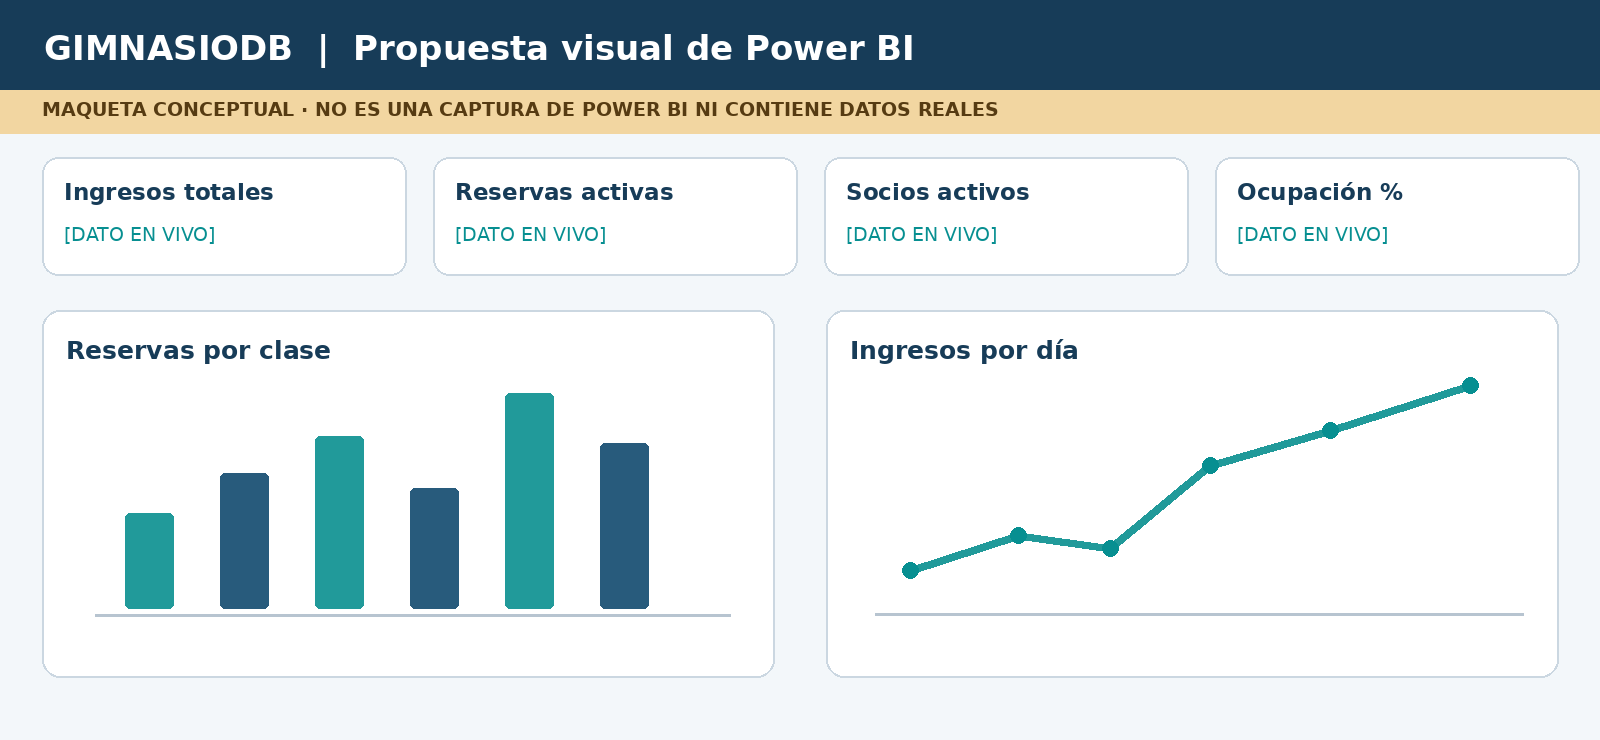 GIMNASIODB | Propuesta visual de Power BI
MAQUETA CONCEPTUAL · NO ES UNA CAPTURA DE POWER BI NI CONTIENE DATOS REALES
Ingresos totales
[DATO EN VIVO]
Reservas activas
[DATO EN VIVO]
Socios activos
[DATO EN VIVO]
Ocupación %
[DATO EN VIVO]
Reservas por clase
Ingresos por día